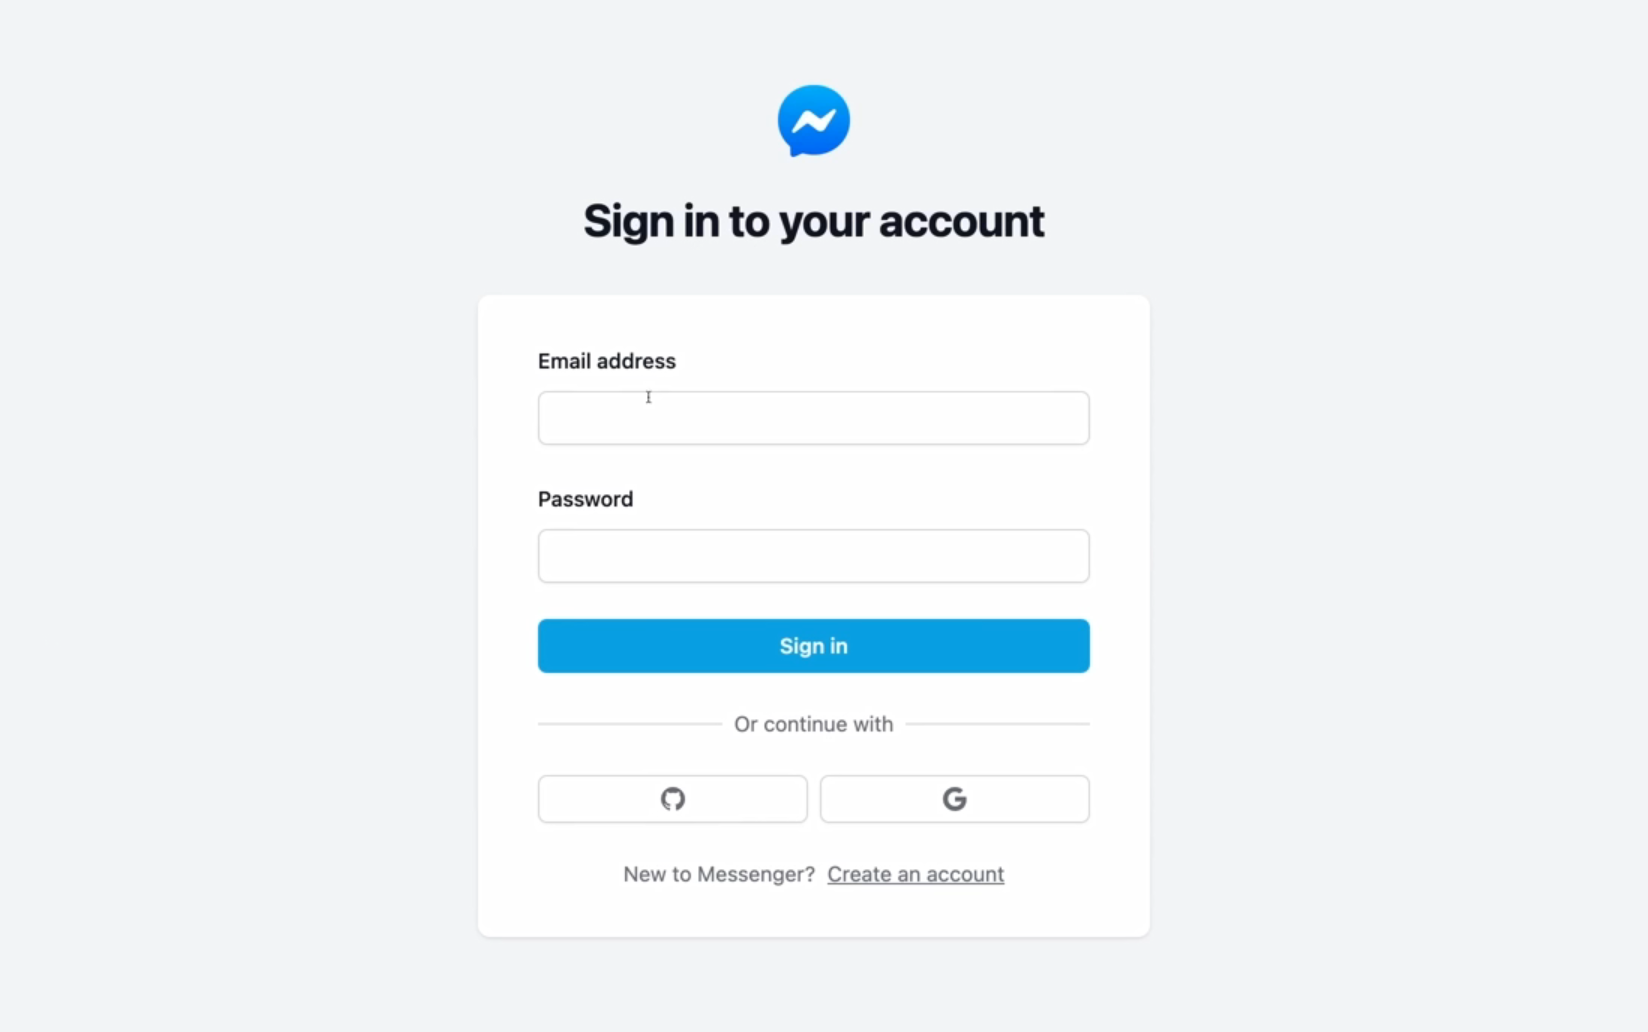 Sign in to your account
Email address
Password
Sign in
Or continue with
New to Messenger? Create an account